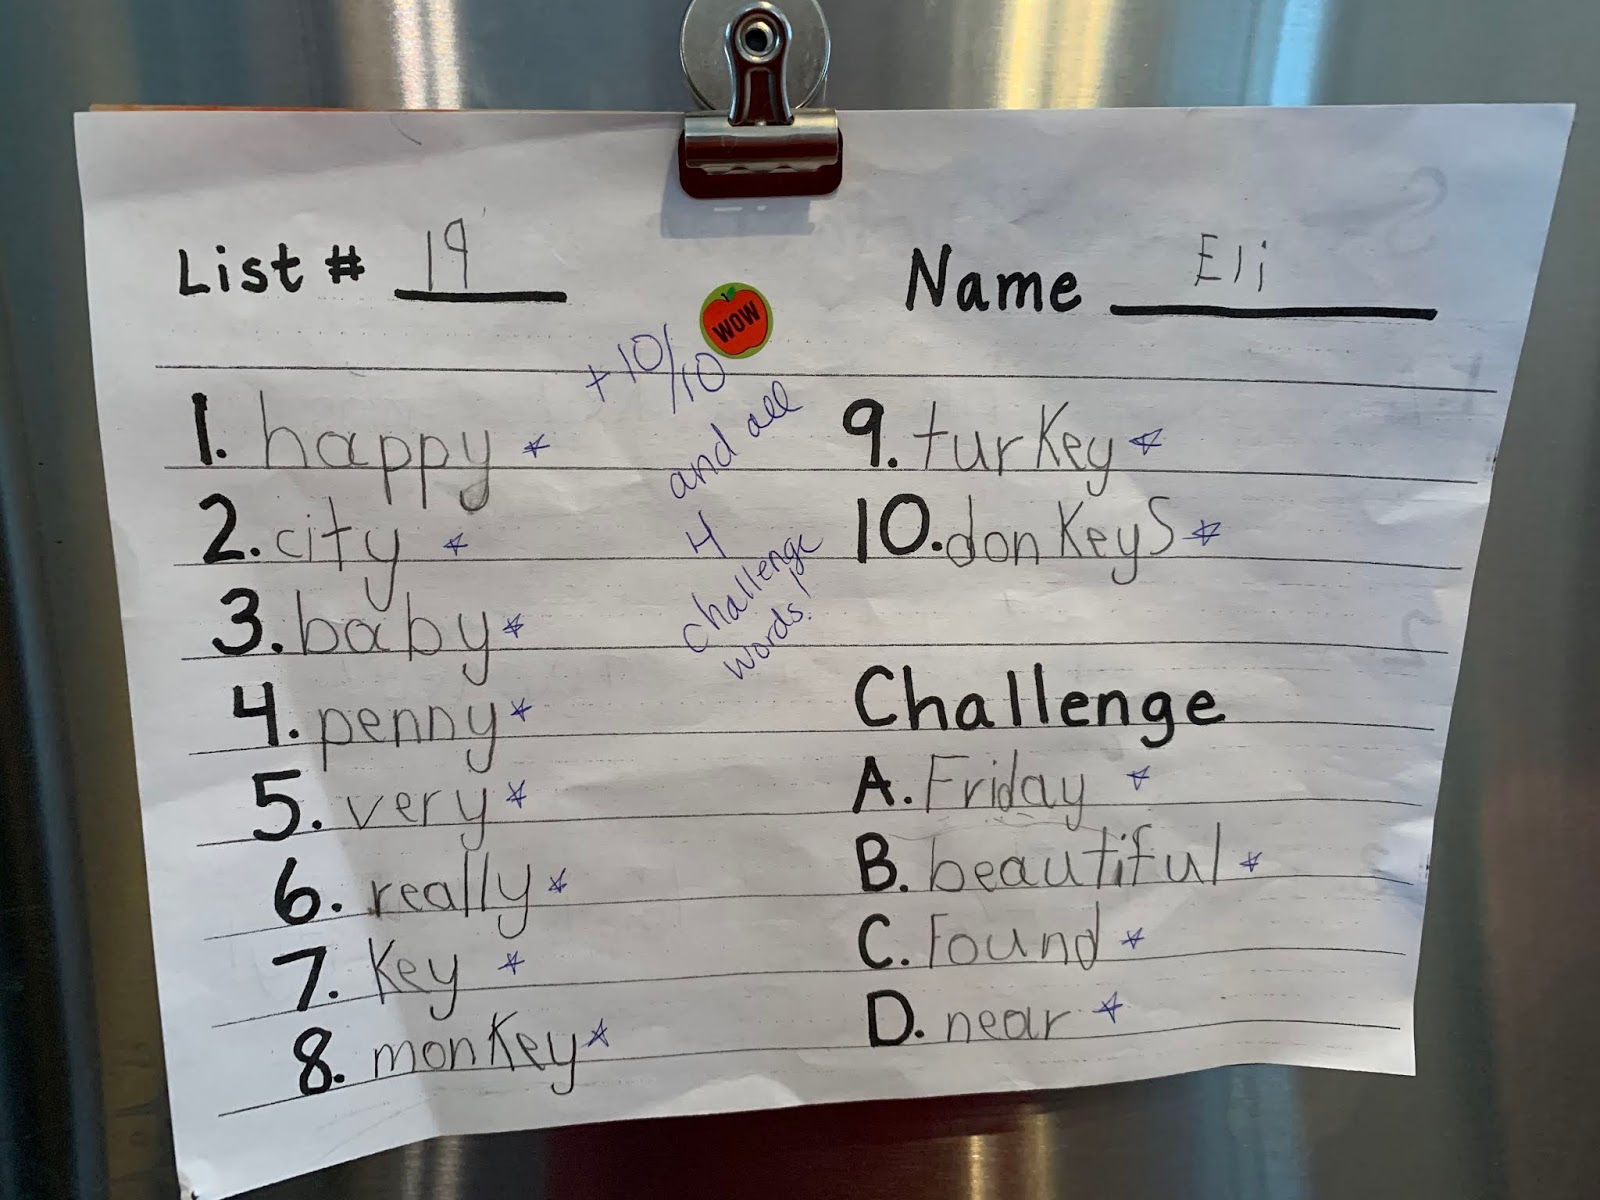 List # 19
Name Eli
WOW
+10/10
and all
4
challenge
words!
1. happy
2. city
3. baby
4. penny
5. very
6. really
7. Key
8. monKey
9. turKey
10. donKeyS
Challenge
A. Friday
B. beautiful
C. Found
D. near